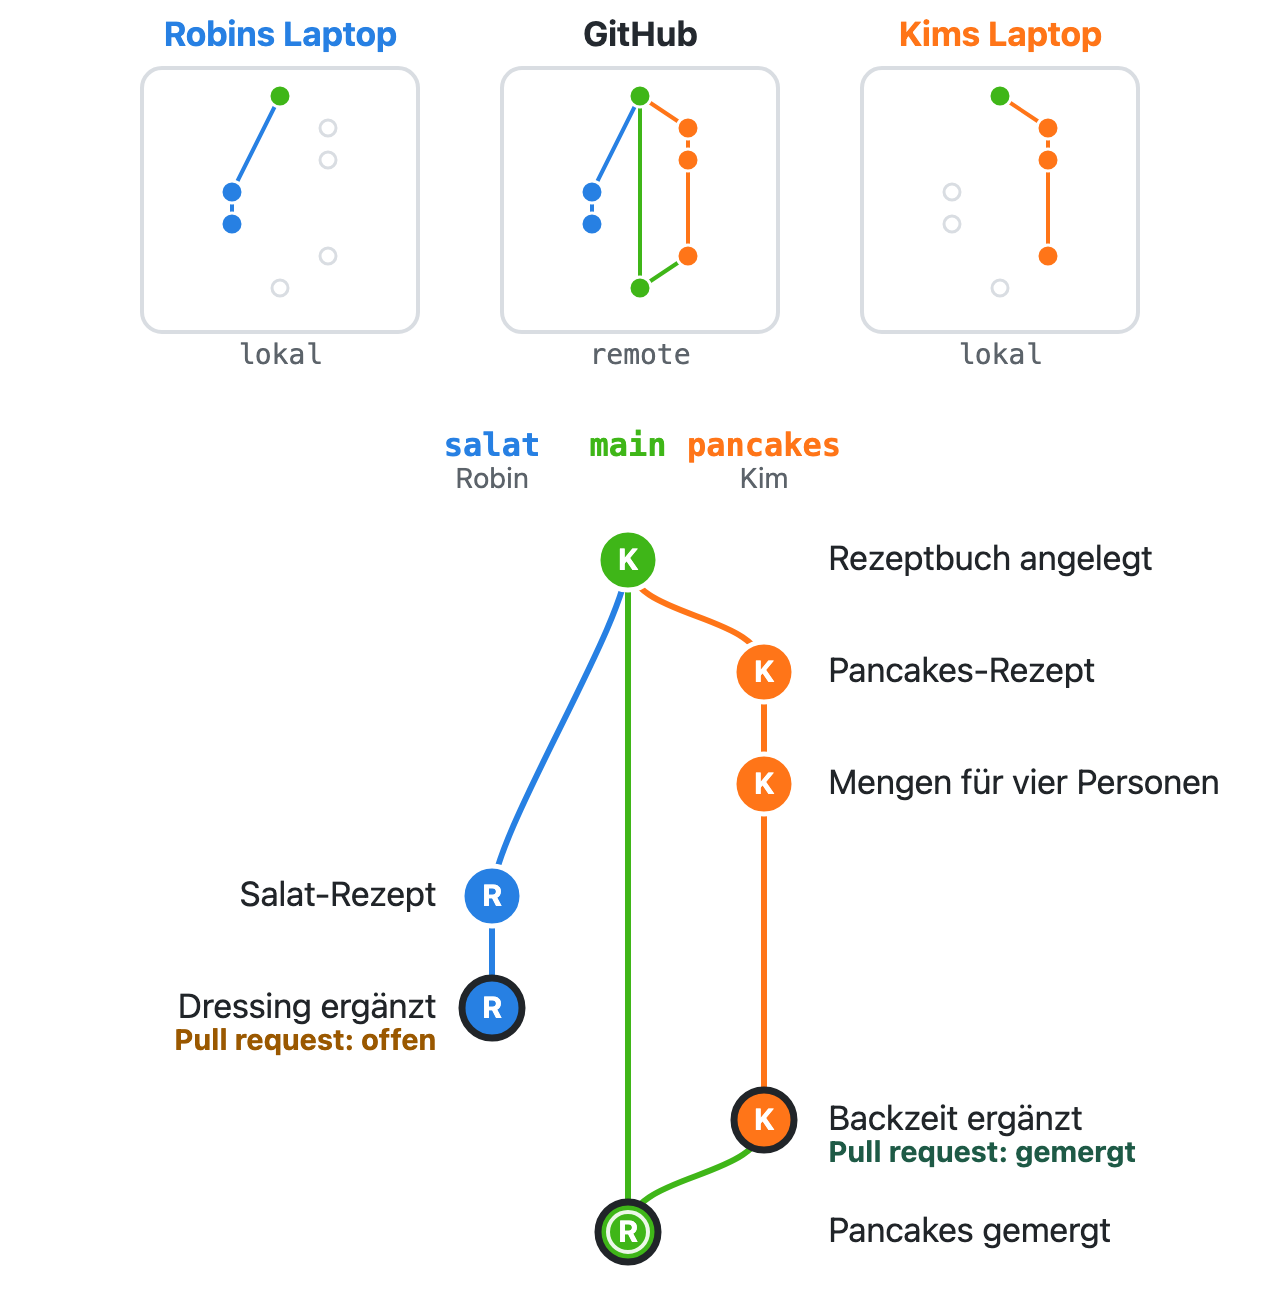 Robins Laptop
GitHub
Kims Laptop
lokal
remote
lokal
salat
main
pancakes
Robin
Kim
K
Rezeptbuch angelegt
K
Pancakes-Rezept
K
Mengen für vier Personen
Salat-Rezept
R
Dressing ergänzt
R
Pull request: offen
K
Backzeit ergänzt
Pull request: gemergt
R
Pancakes gemergt